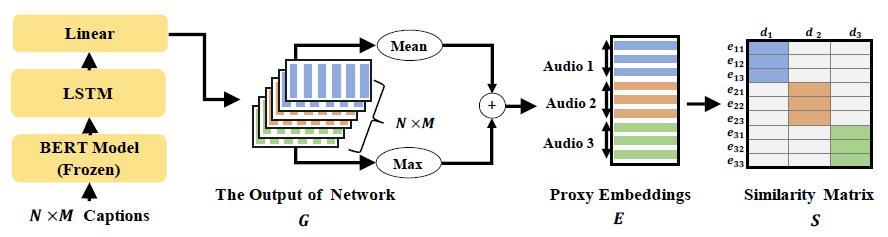 Linear
LSTM
BERT Model
(Frozen)
N ×M Captions
Mean
N ×M
Max
The Output of Network
G
+
Audio 1
Audio 2
Audio 3
Proxy Embeddings
E
d1 d2 d3
e11
e12
e13
e21
e22
e23
e31
e32
e33
Similarity Matrix
S